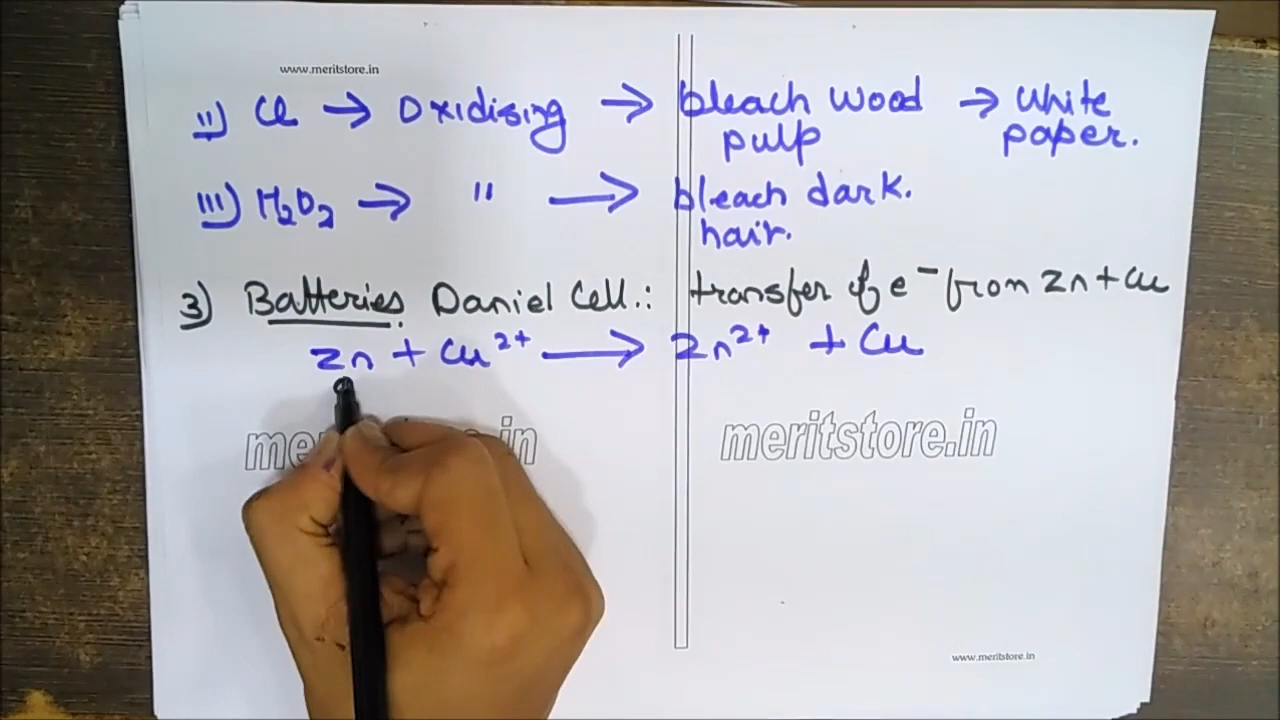 www.meritstore.in
ii) Cl → Oxidising → bleach wood → White
pulp paper.
iii) H₂O₂ → " → bleach dark.
hair.
3) Batteries. Daniel Cell.: transfer of e⁻ from Zn + Cu
Zn + Cu²⁺ → Zn²⁺ + Cu
meritstore.in
www.meritstore.in